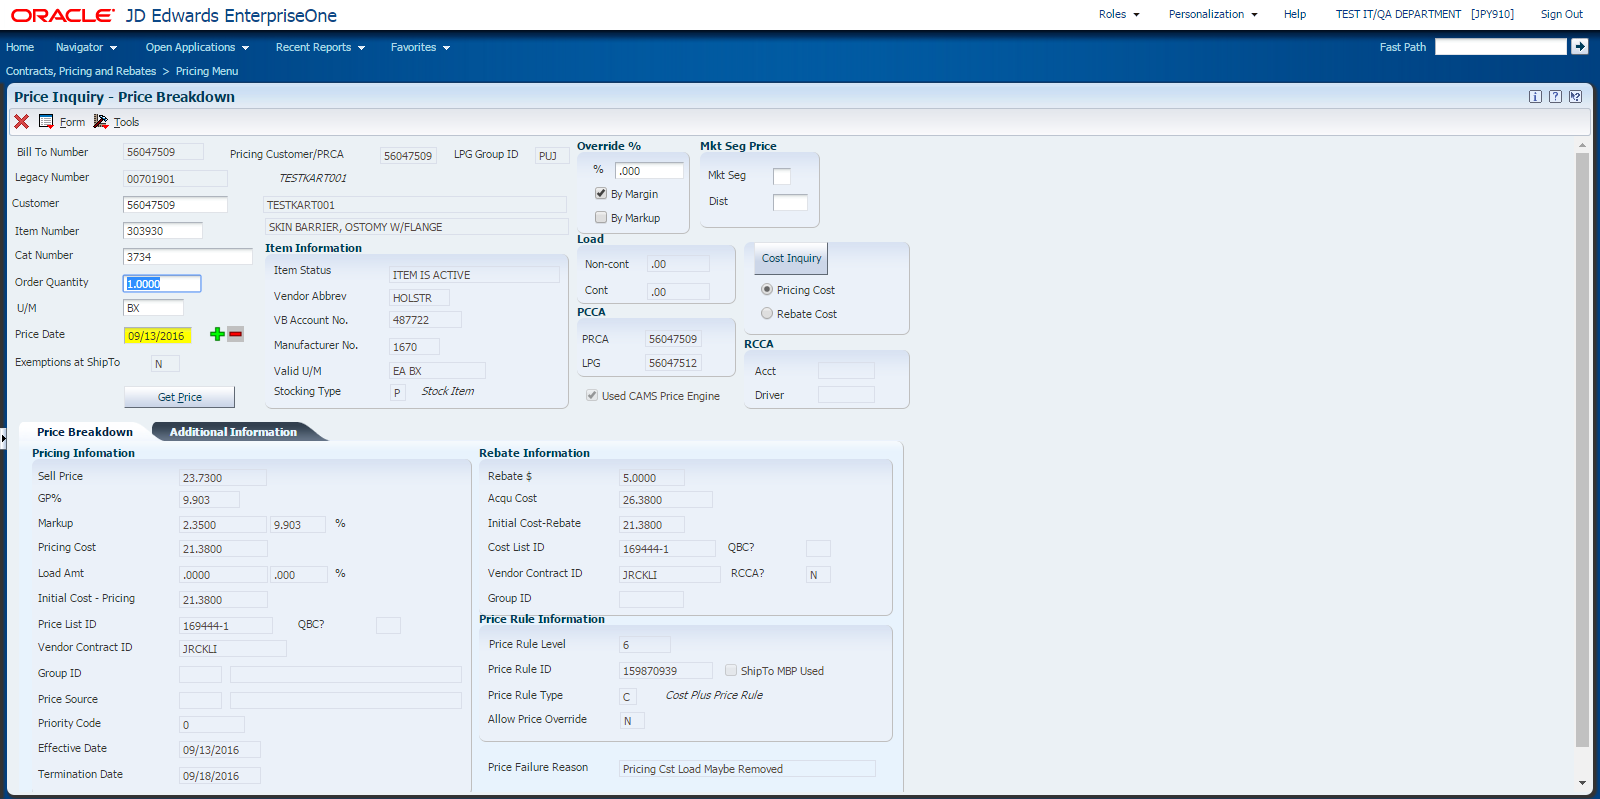 ORACLE JD Edwards EnterpriseOne
Roles Personalization Help TEST IT/QA DEPARTMENT [JPY910] Sign Out
Home Navigator Open Applications Recent Reports Favorites Fast Path
Contracts, Pricing and Rebates > Pricing Menu
Price Inquiry - Price Breakdown
Form Tools
Bill To Number 56047509 Pricing Customer/PRCA 56047509 LPG Group ID PUJ
Legacy Number 00701901 TESTKART001
Customer 56047509 TESTKART001
Item Number 303930 SKIN BARRIER, OSTOMY W/FLANGE
Cat Number 3734
Order Quantity 1.0000
U/M BX
Price Date 09/13/2016
Exemptions at ShipTo N
Get Price
Item Information
Item Status ITEM IS ACTIVE
Vendor Abbrev HOLSTR
VB Account No. 487722
Manufacturer No. 1670
Valid U/M EA BX
Stocking Type P Stock Item
Override %
% .000
By Margin
By Markup
Mkt Seg Price
Mkt Seg
Dist
Load
Non-cont .00
Cont .00
PCCA
PRCA 56047509
LPG 56047512
Used CAMS Price Engine
Cost Inquiry
Pricing Cost
Rebate Cost
RCCA
Acct
Driver
Price Breakdown Additional Information
Pricing Infomation
Sell Price 23.7300
GP% 9.903
Markup 2.3500 9.903 %
Pricing Cost 21.3800
Load Amt .0000 .000 %
Initial Cost - Pricing 21.3800
Price List ID 169444-1 QBC?
Vendor Contract ID JRCKLI
Group ID
Price Source
Priority Code 0
Effective Date 09/13/2016
Termination Date 09/18/2016
Rebate Information
Rebate $ 5.0000
Acqu Cost 26.3800
Initial Cost-Rebate 21.3800
Cost List ID 169444-1 QBC?
Vendor Contract ID JRCKLI RCCA? N
Group ID
Price Rule Information
Price Rule Level 6
Price Rule ID 159870939 ShipTo MBP Used
Price Rule Type C Cost Plus Price Rule
Allow Price Override N
Price Failure Reason Pricing Cst Load Maybe Removed